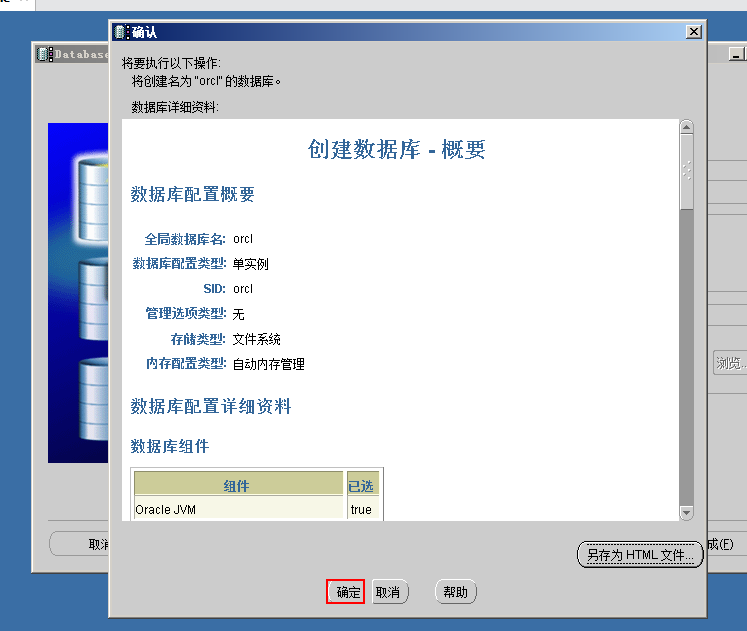 确认
Database
将要执行以下操作:
将创建名为 "orcl" 的数据库。
数据库详细资料:
创建数据库 - 概要
数据库配置概要
全局数据库名: orcl
数据库配置类型: 单实例
SID: orcl
管理选项类型: 无
存储类型: 文件系统
内存配置类型: 自动内存管理
数据库配置详细资料
数据库组件
组件 已选
Oracle JVM true
浏览...
另存为 HTML 文件...
取消
成(F)
确定 取消 帮助